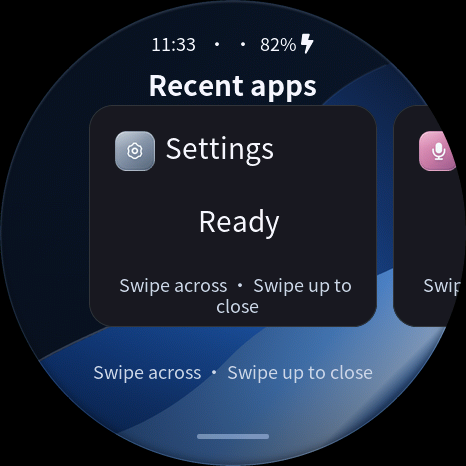 11:33 • • 82%
Recent apps
Settings
Ready
Swipe across • Swipe up to
close
Swipe across • Swipe up to close